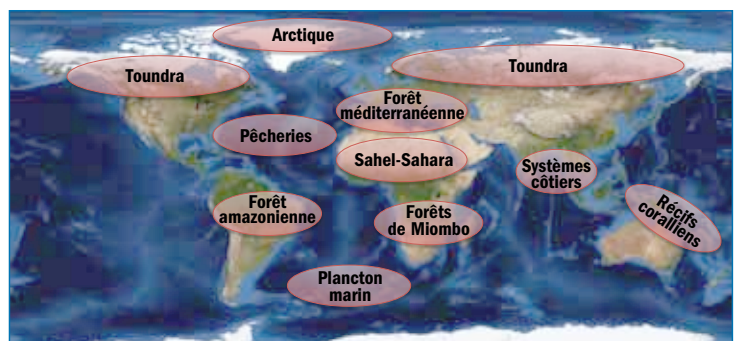 Arctique
Toundra
Toundra
Forêt
méditerranéenne
Pêcheries
Sahel-Sahara
Systèmes
côtiers
Forêt
amazonienne
Forêts
de Miombo
Récifs
coralliens
Plancton
marin